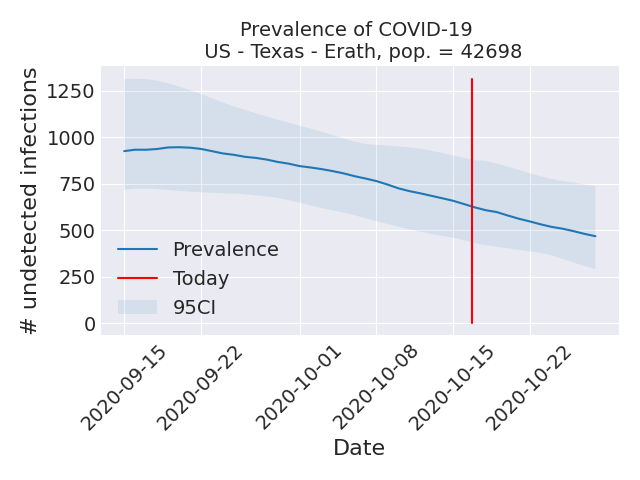 Prevalence of COVID-19
US - Texas - Erath, pop. = 42698
# undetected infections
1250
1000
750
500
250
0
Prevalence
Today
95CI
2020-09-15
2020-09-22
2020-10-01
2020-10-08
2020-10-15
2020-10-22
Date